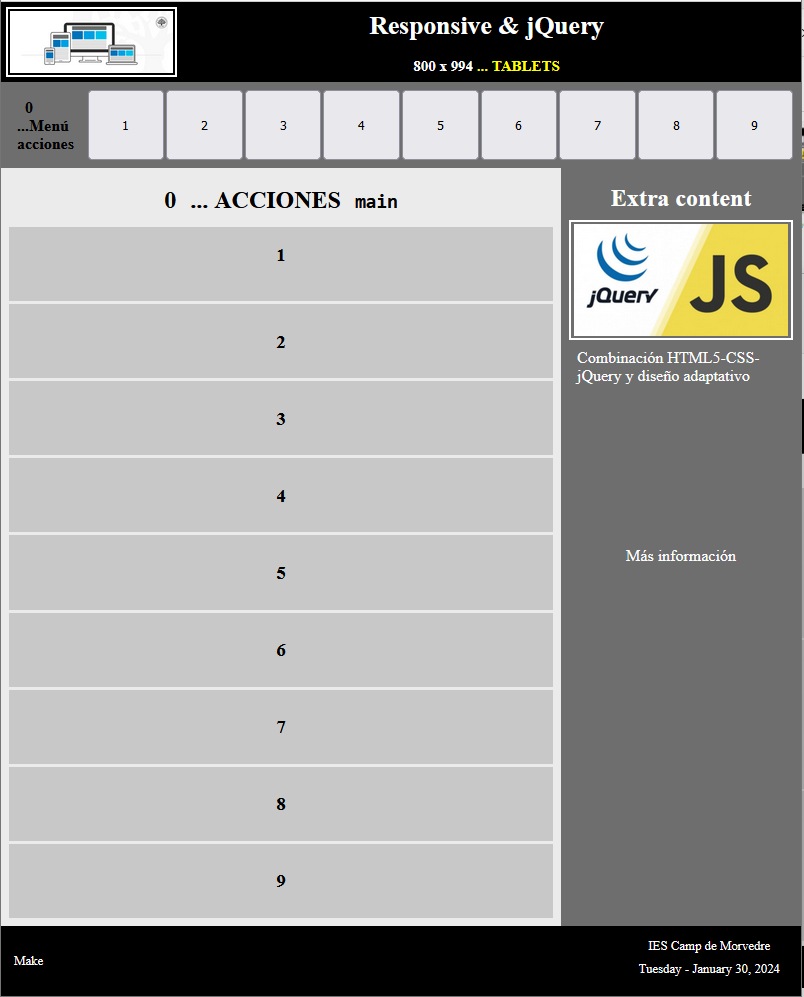 Responsive & jQuery
800 x 994 ... TABLETS
0
...Menú
acciones
1
2
3
4
5
6
7
8
9
0 ... ACCIONES main
1
2
3
4
5
6
7
8
9
Extra content
jQuery JS
Combinación HTML5-CSS-
jQuery y diseño adaptativo
Más información
Make
IES Camp de Morvedre
Tuesday - January 30, 2024